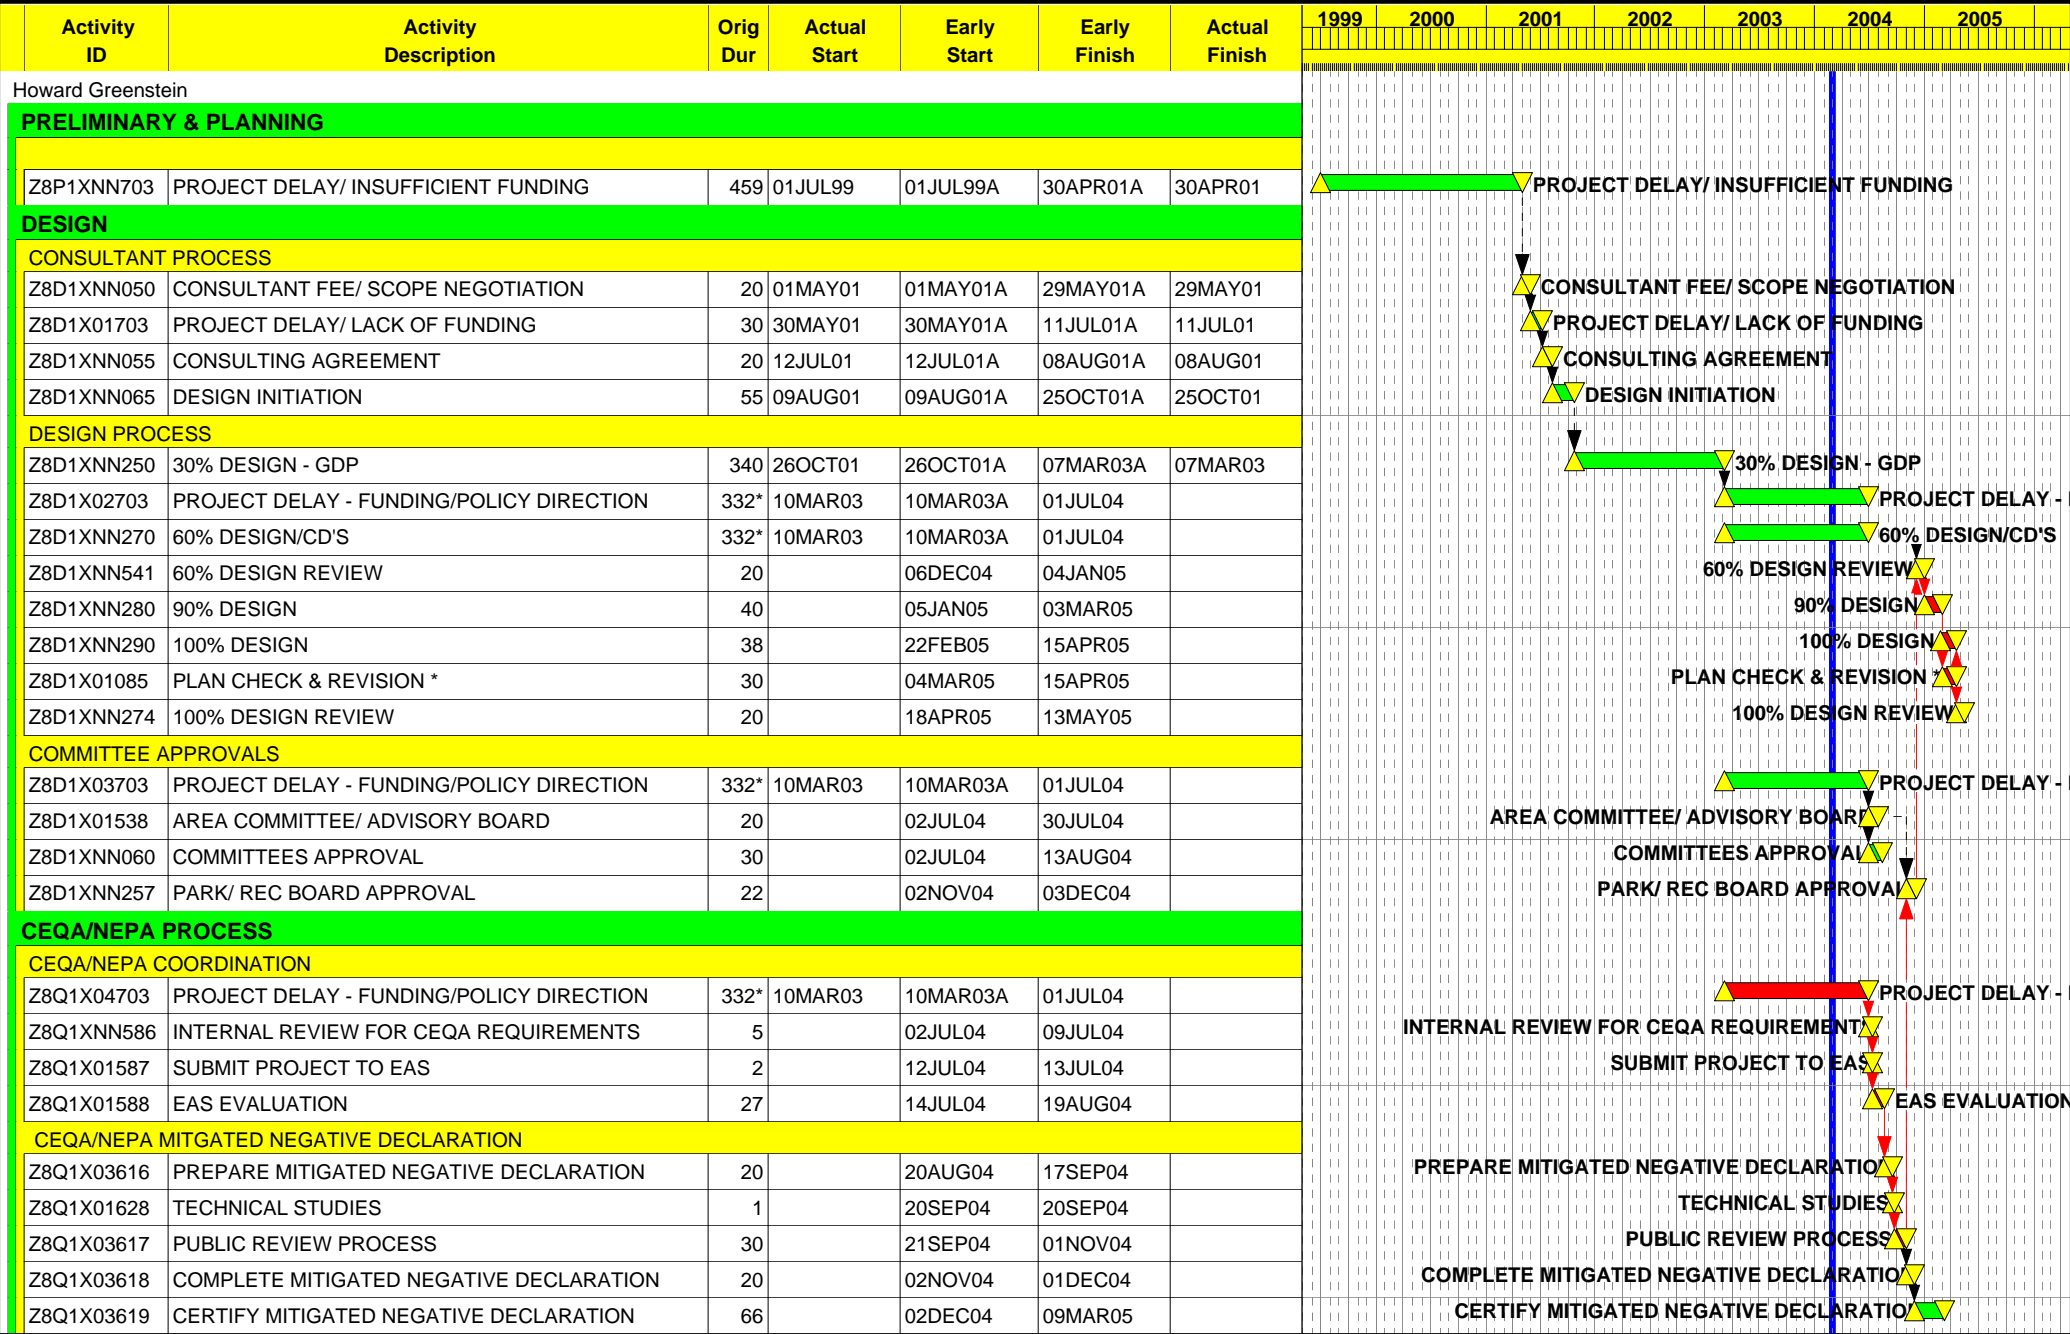 Activity ID Activity Description Orig Dur Actual Start Early Start Early Finish Actual Finish 1999 2000 2001 2002 2003 2004 2005
Howard Greenstein
PRELIMINARY & PLANNING
Z8P1XNN703 PROJECT DELAY/ INSUFFICIENT FUNDING 459 01JUL99 01JUL99A 30APR01A 30APR01 PROJECT DELAY/ INSUFFICIENT FUNDING
DESIGN
CONSULTANT PROCESS
Z8D1XNN050 CONSULTANT FEE/ SCOPE NEGOTIATION 20 01MAY01 01MAY01A 29MAY01A 29MAY01 CONSULTANT FEE/ SCOPE NEGOTIATION
Z8D1X01703 PROJECT DELAY/ LACK OF FUNDING 30 30MAY01 30MAY01A 11JUL01A 11JUL01 PROJECT DELAY/ LACK OF FUNDING
Z8D1XNN055 CONSULTING AGREEMENT 20 12JUL01 12JUL01A 08AUG01A 08AUG01 CONSULTING AGREEMENT
Z8D1XNN065 DESIGN INITIATION 55 09AUG01 09AUG01A 25OCT01A 25OCT01 DESIGN INITIATION
DESIGN PROCESS
Z8D1XNN250 30% DESIGN - GDP 340 26OCT01 26OCT01A 07MAR03A 07MAR03 30% DESIGN - GDP
Z8D1X02703 PROJECT DELAY - FUNDING/POLICY DIRECTION 332* 10MAR03 10MAR03A 01JUL04 PROJECT DELAY -
Z8D1XNN270 60% DESIGN/CD'S 332* 10MAR03 10MAR03A 01JUL04 60% DESIGN/CD'S
Z8D1XNN541 60% DESIGN REVIEW 20 06DEC04 04JAN05 60% DESIGN REVIEW
Z8D1XNN280 90% DESIGN 40 05JAN05 03MAR05 90% DESIGN
Z8D1XNN290 100% DESIGN 38 22FEB05 15APR05 100% DESIGN
Z8D1X01085 PLAN CHECK & REVISION * 30 04MAR05 15APR05 PLAN CHECK & REVISION *
Z8D1XNN274 100% DESIGN REVIEW 20 18APR05 13MAY05 100% DESIGN REVIEW
COMMITTEE APPROVALS
Z8D1X03703 PROJECT DELAY - FUNDING/POLICY DIRECTION 332* 10MAR03 10MAR03A 01JUL04 PROJECT DELAY -
Z8D1X01538 AREA COMMITTEE/ ADVISORY BOARD 20 02JUL04 30JUL04 AREA COMMITTEE/ ADVISORY BOARD
Z8D1XNN060 COMMITTEES APPROVAL 30 02JUL04 13AUG04 COMMITTEES APPROVAL
Z8D1XNN257 PARK/ REC BOARD APPROVAL 22 02NOV04 03DEC04 PARK/ REC BOARD APPROVAL
CEQA/NEPA PROCESS
CEQA/NEPA COORDINATION
Z8Q1X04703 PROJECT DELAY - FUNDING/POLICY DIRECTION 332* 10MAR03 10MAR03A 01JUL04 PROJECT DELAY -
Z8Q1XNN586 INTERNAL REVIEW FOR CEQA REQUIREMENTS 5 02JUL04 09JUL04 INTERNAL REVIEW FOR CEQA REQUIREMENTS
Z8Q1X01587 SUBMIT PROJECT TO EAS 2 12JUL04 13JUL04 SUBMIT PROJECT TO EAS
Z8Q1X01588 EAS EVALUATION 27 14JUL04 19AUG04 EAS EVALUATION
CEQA/NEPA MITGATED NEGATIVE DECLARATION
Z8Q1X03616 PREPARE MITIGATED NEGATIVE DECLARATION 20 20AUG04 17SEP04 PREPARE MITIGATED NEGATIVE DECLARATION
Z8Q1X01628 TECHNICAL STUDIES 1 20SEP04 20SEP04 TECHNICAL STUDIES
Z8Q1X03617 PUBLIC REVIEW PROCESS 30 21SEP04 01NOV04 PUBLIC REVIEW PROCESS
Z8Q1X03618 COMPLETE MITIGATED NEGATIVE DECLARATION 20 02NOV04 01DEC04 COMPLETE MITIGATED NEGATIVE DECLARATION
Z8Q1X03619 CERTIFY MITIGATED NEGATIVE DECLARATION 66 02DEC04 09MAR05 CERTIFY MITIGATED NEGATIVE DECLARATION